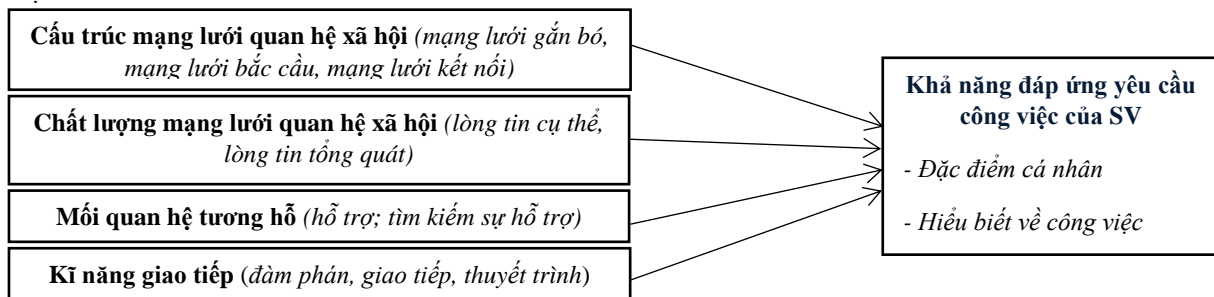 Cấu trúc mạng lưới quan hệ xã hội (mạng lưới gắn bó,
mạng lưới bắc cầu, mạng lưới kết nối)
Chất lượng mạng lưới quan hệ xã hội (lòng tin cụ thể,
lòng tin tổng quát)
Mối quan hệ tương hỗ (hỗ trợ; tìm kiếm sự hỗ trợ)
Kĩ năng giao tiếp (đàm phán, giao tiếp, thuyết trình)
Khả năng đáp ứng yêu cầu
công việc của SV
- Đặc điểm cá nhân
- Hiểu biết về công việc